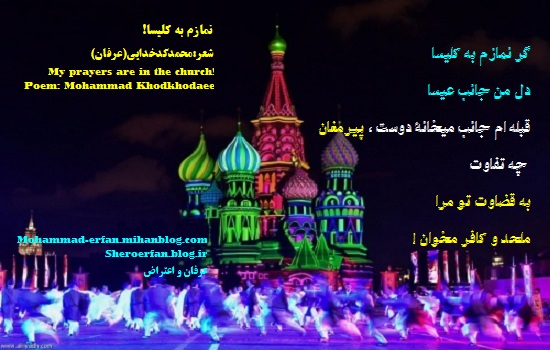 نمازم به کلیسا!
شعر:محمدکدخدایی(عرفان)
My prayers are in the church!
Poem: Mohammad Khodkhodaee
گر نمازم به کلیسا
دل من جانب عیسا
قبله ام جانب میخانهٔ دوست ، پیرمغان
چه تفاوت
به قضاوت تو مرا
ملحد و کافر مخوان !
Mohammad-erfan.mihanblog.com
Sheroerfan.blog.ir
عرفان و اعتراض